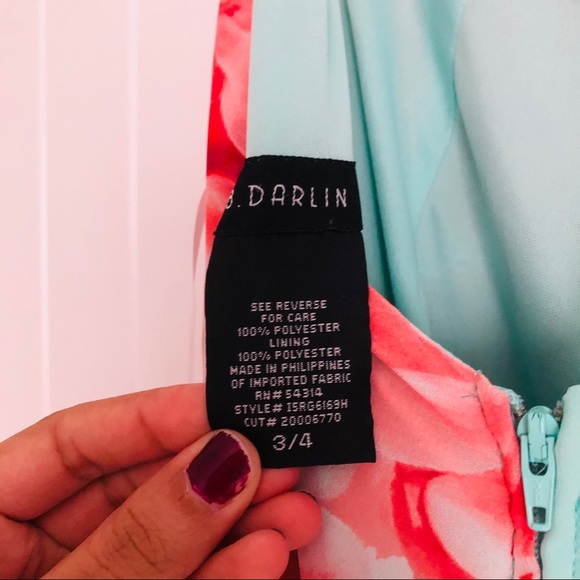 B. DARLIN
SEE REVERSE
FOR CARE
100% POLYESTER
LINING
100% POLYESTER
MADE IN PHILIPPINES
OF IMPORTED FABRIC
RN# 54314
STYLE# I5RG6169H
CUT# 20006770
3/4